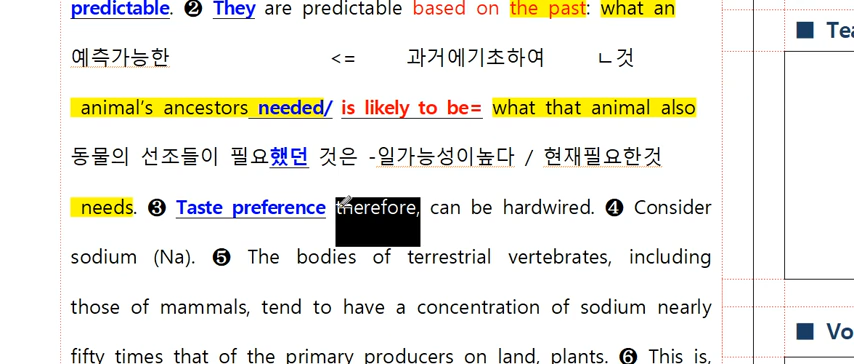 predictable. ❷ They are predictable based on the past: what an
예측가능한 <= 과거에기초하여 ㄴ것
animal's ancestors needed/ is likely to be= what that animal also
동물의 선조들이 필요했던 것은 -일가능성이높다 / 현재필요한것
needs. ❸ Taste preference therefore, can be hardwired. ❹ Consider
sodium (Na). ❺ The bodies of terrestrial vertebrates, including
those of mammals, tend to have a concentration of sodium nearly
fifty times that of the primary producers on land, plants. ❻ This is,
■ Tea
■ Vo